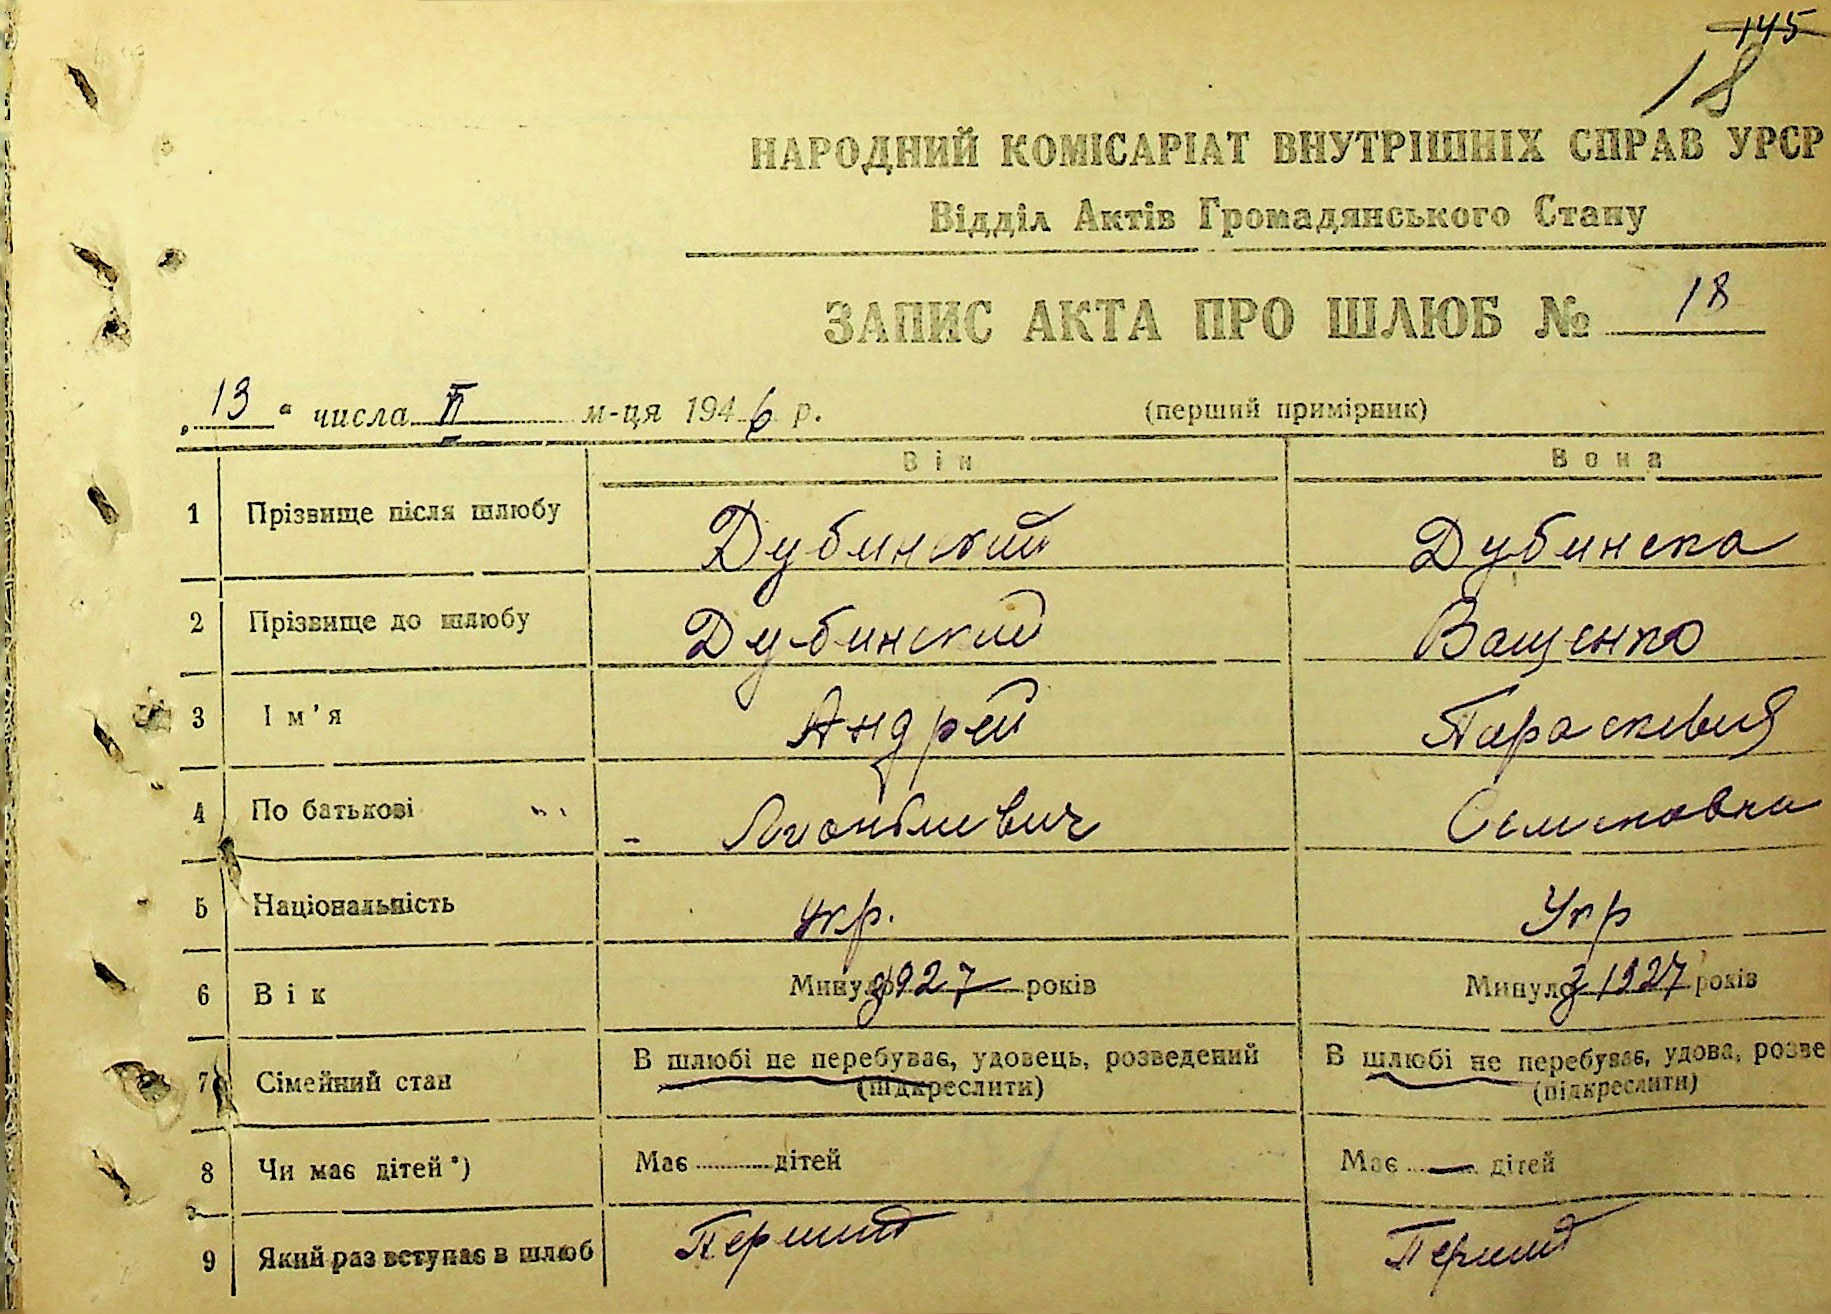 145
18
НАРОДНИЙ КОМІСАРІАТ ВНУТРІШНІХ СПРАВ УРСР
Відділ Актів Громадянського Стану
ЗАПИС АКТА ПРО ШЛЮБ № 18
„13“ числа II м-ця 1946 р. (перший примірник)
Він Вона
1 Прізвище після шлюбу Дубинский Дубинска
2 Прізвище до шлюбу Дубинский Ващенко
3 Ім'я Андрей Парасковия
4 По батькові Семеновна
5 Національність укр. Укр
6 Вік Минуло з 1927 років Минуло з 1927 років
7 Сімейний стан В шлюбі не перебуває, удовець, розведений В шлюбі не перебуває, удова, розве
(підкреслити) (підкреслити)
8 Чи має дітей*) Має дітей Має — дітей
9 Який раз вступає в шлюб Перший Перший